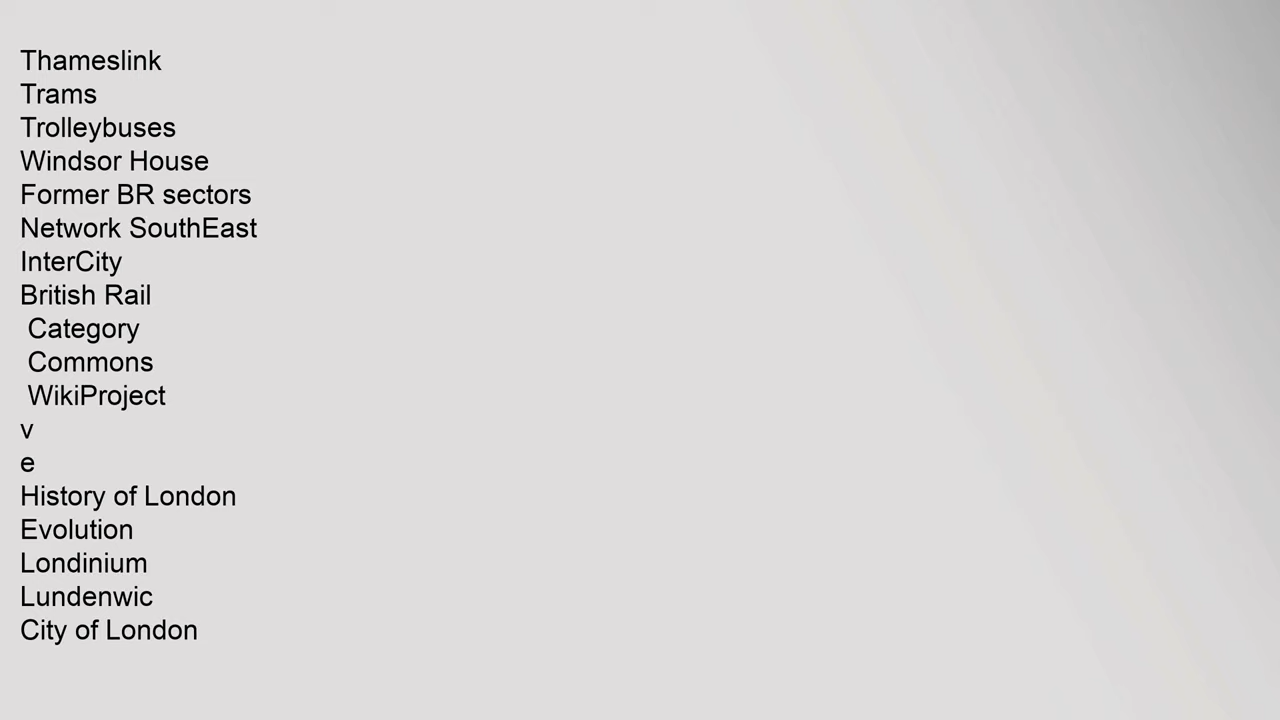 Thameslink
Trams
Trolleybuses
Windsor House
Former BR sectors
Network SouthEast
InterCity
British Rail
Category
Commons
WikiProject
v
e
History of London
Evolution
Londinium
Lundenwic
City of London